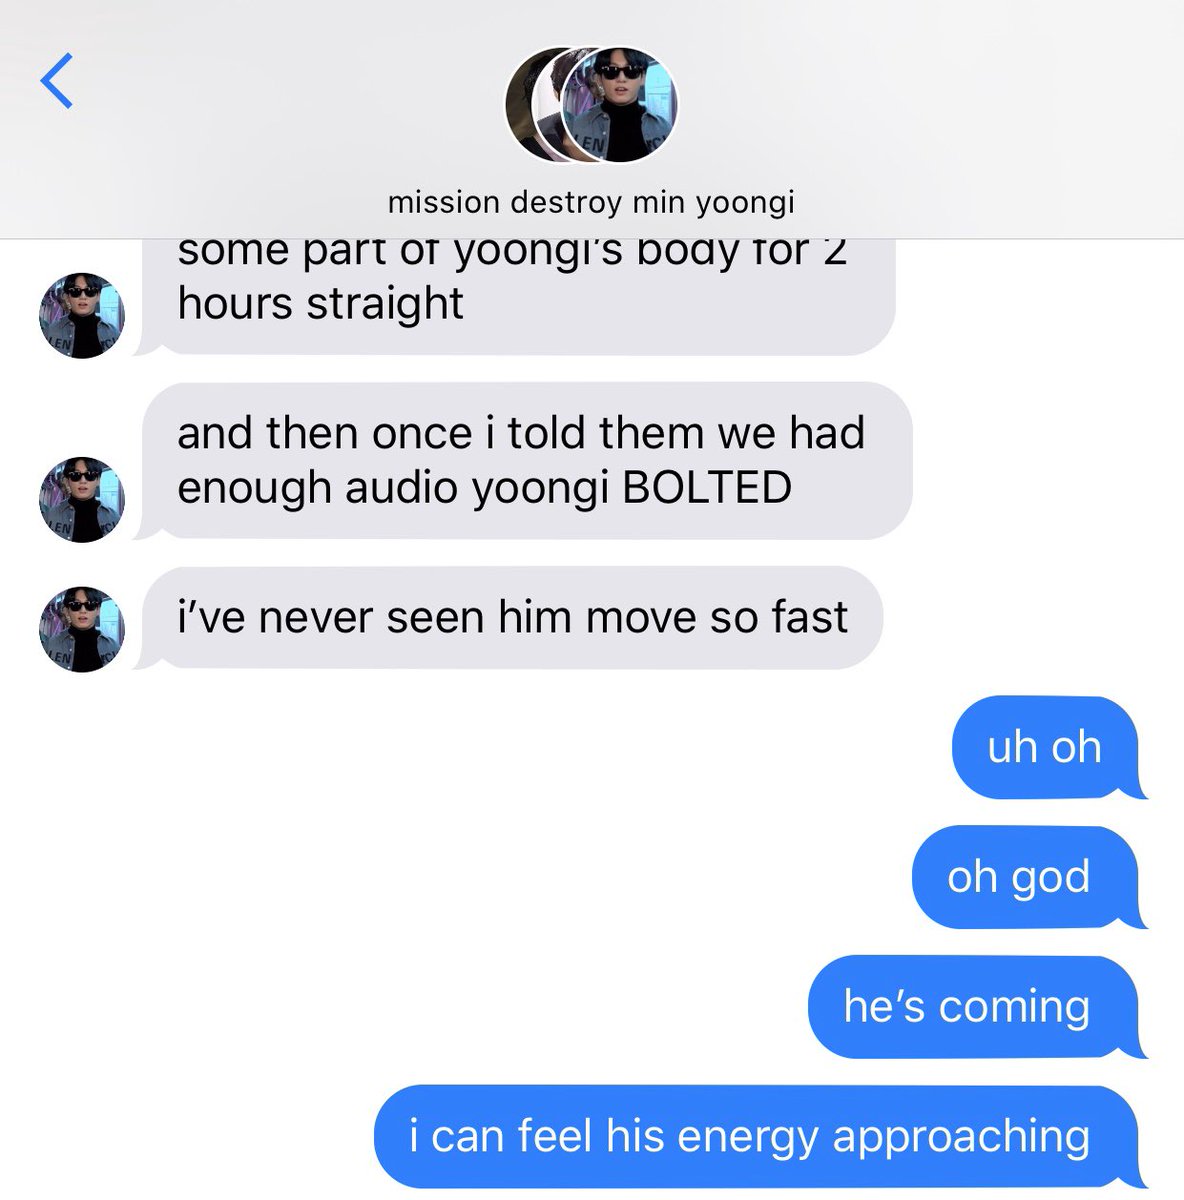 mission destroy min yoongi
some part of yoongi's body for 2
hours straight
and then once i told them we had
enough audio yoongi BOLTED
i've never seen him move so fast
uh oh
oh god
he's coming
i can feel his energy approaching